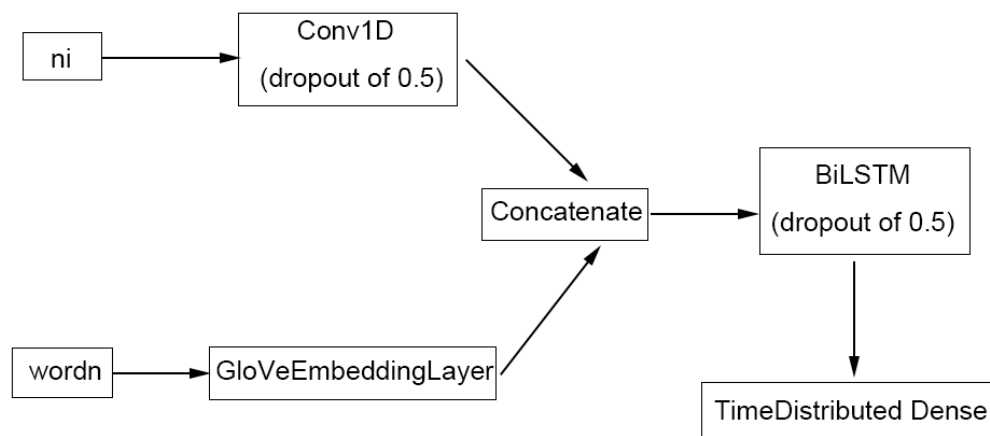 ni
Conv1D
(dropout of 0.5)
Concatenate
BiLSTM
(dropout of 0.5)
wordn
GloVeEmbeddingLayer
TimeDistributed Dense